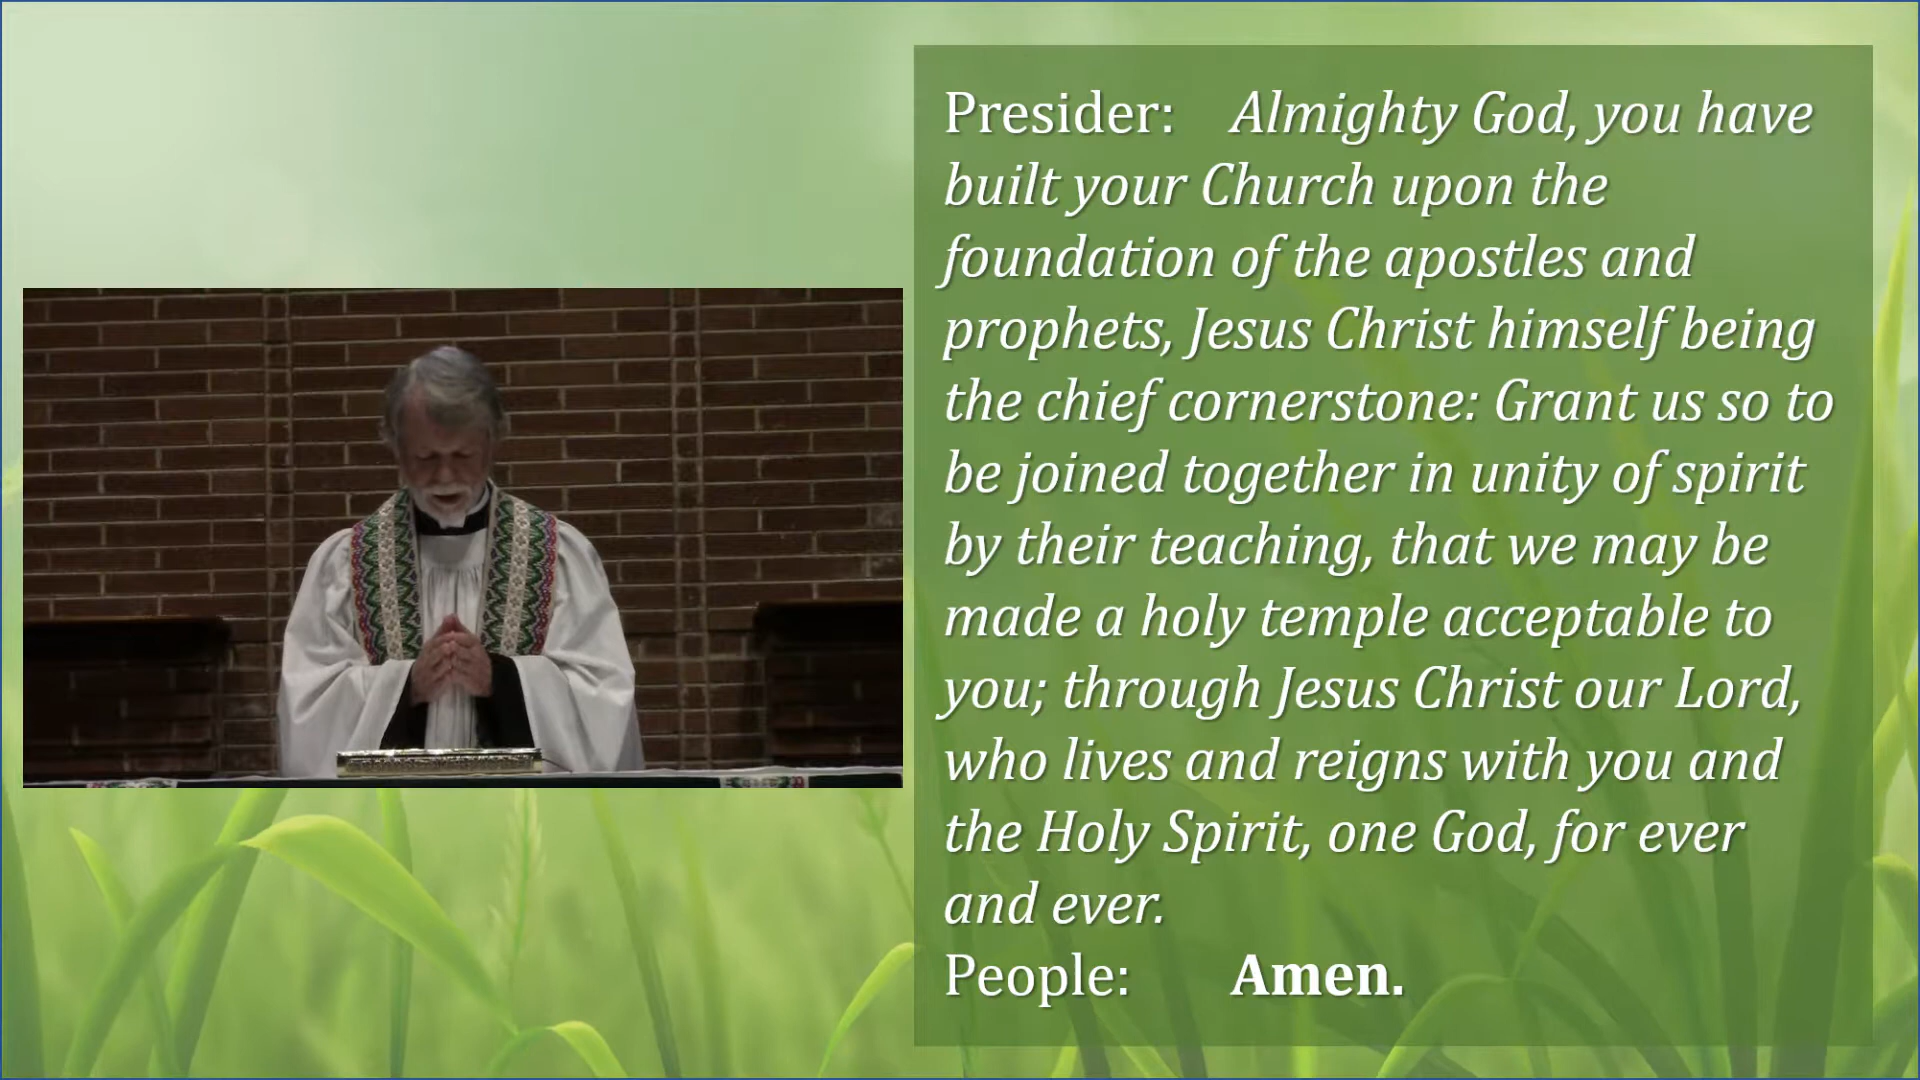 Presider: Almighty God, you have
built your Church upon the
foundation of the apostles and
prophets, Jesus Christ himself being
the chief cornerstone: Grant us so to
be joined together in unity of spirit
by their teaching, that we may be
made a holy temple acceptable to
you; through Jesus Christ our Lord,
who lives and reigns with you and
the Holy Spirit, one God, for ever
and ever.
People: Amen.